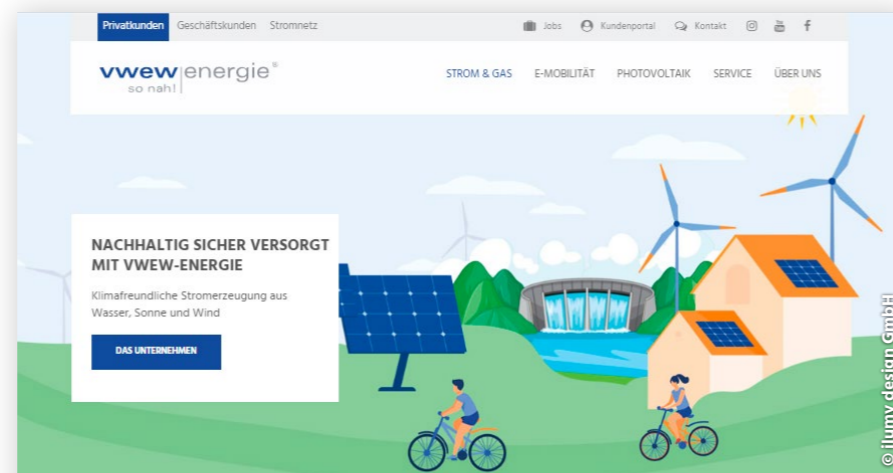 Privatkunden Geschäftskunden Stromnetz Jobs Kundenportal Kontakt
vwew energie®
so nah!
STROM & GAS E-MOBILITÄT PHOTOVOLTAIK SERVICE ÜBER UNS
NACHHALTIG SICHER VERSORGT
MIT VWEW-ENERGIE
Klimafreundliche Stromerzeugung aus
Wasser, Sonne und Wind
DAS UNTERNEHMEN
© ilumy design GmbH